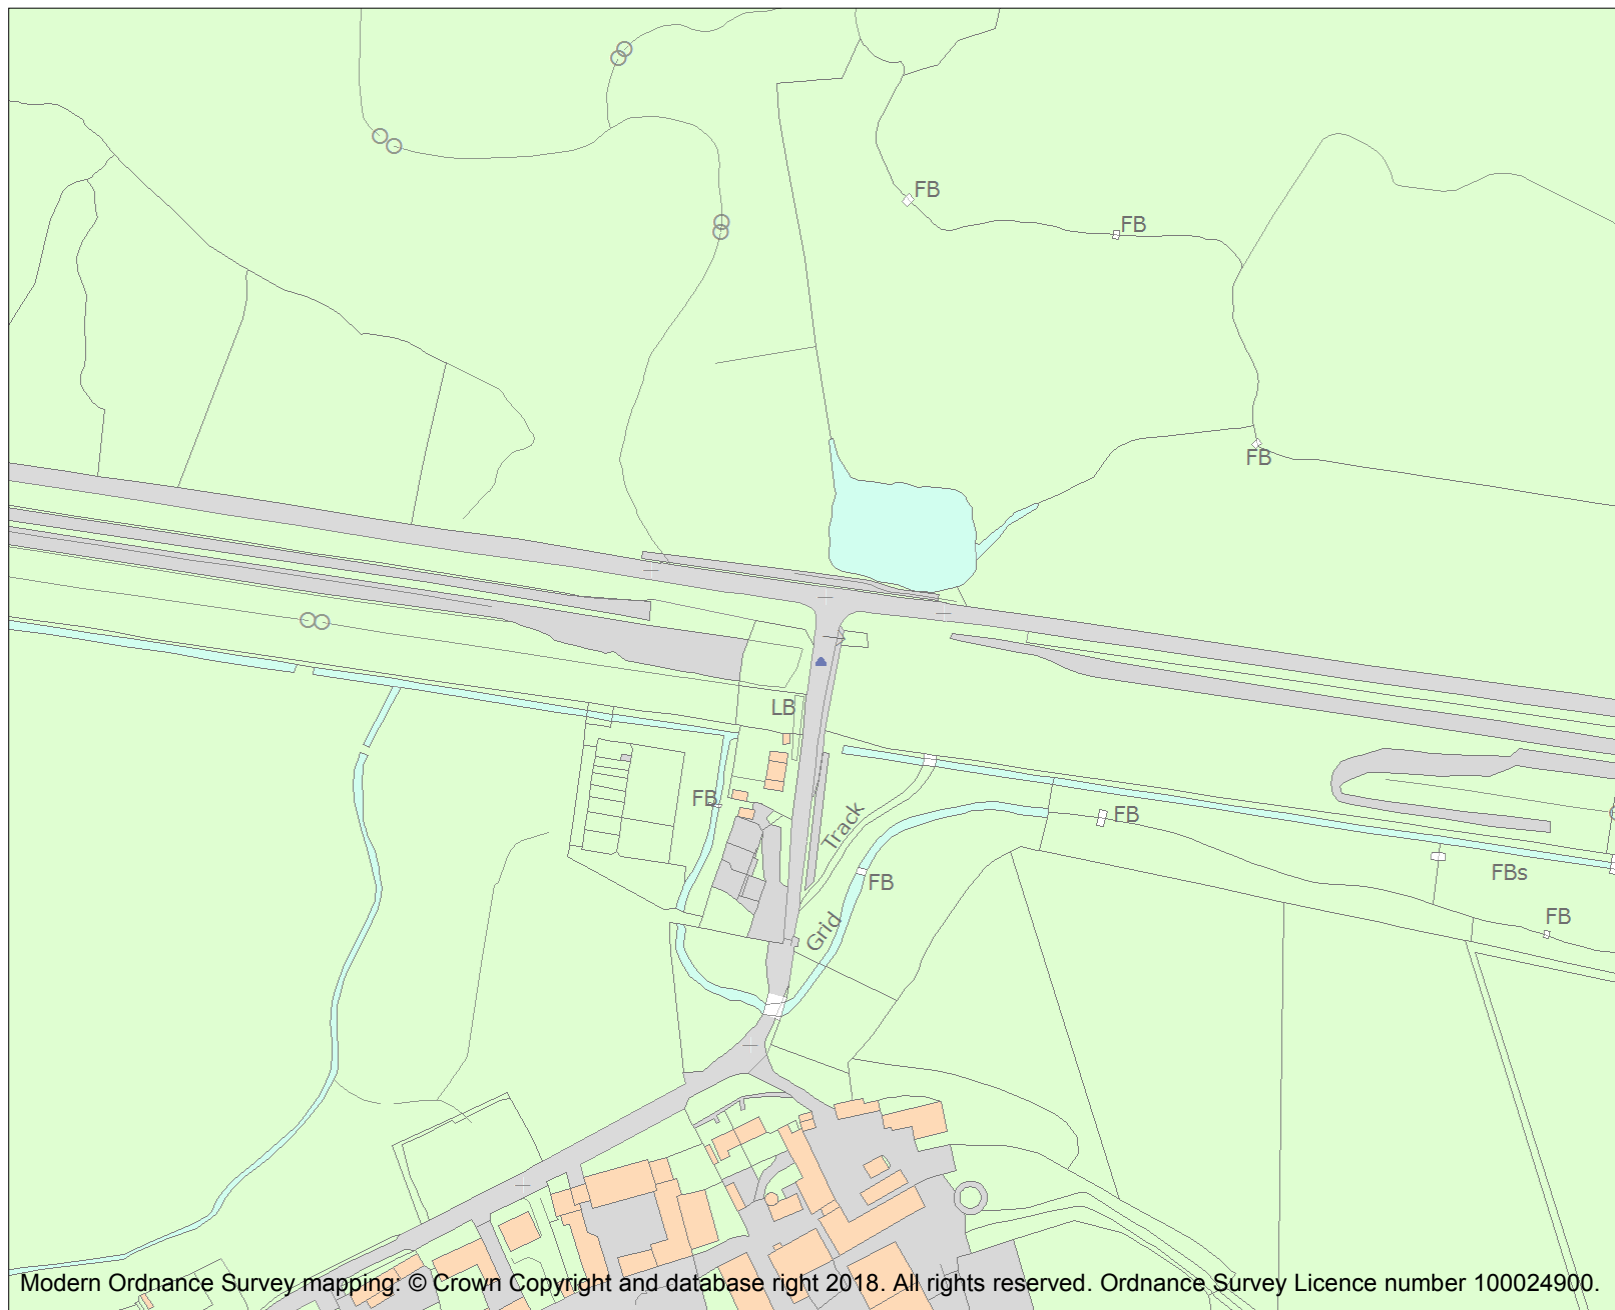 FB
FB
FB
LB
FB
Track
FB
FBs
FB
FB
Grid
Modern Ordnance Survey mapping: © Crown Copyright and database right 2018. All rights reserved. Ordnance Survey Licence number 100024900.